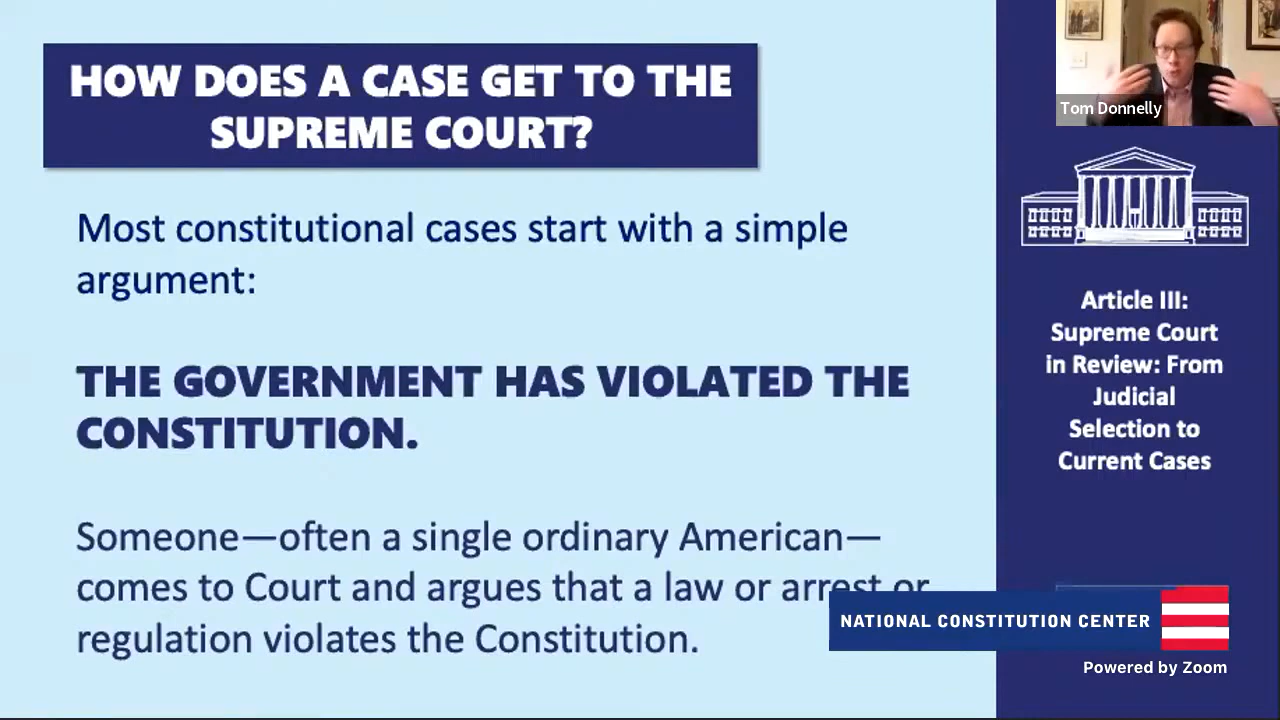 HOW DOES A CASE GET TO THE
SUPREME COURT?
Most constitutional cases start with a simple
argument:
THE GOVERNMENT HAS VIOLATED THE
CONSTITUTION.
Someone—often a single ordinary American—
comes to Court and argues that a law or arrest or
regulation violates the Constitution.
Tom Donnelly
Article III:
Supreme Court
in Review: From
Judicial
Selection to
Current Cases
NATIONAL CONSTITUTION CENTER
Powered by Zoom